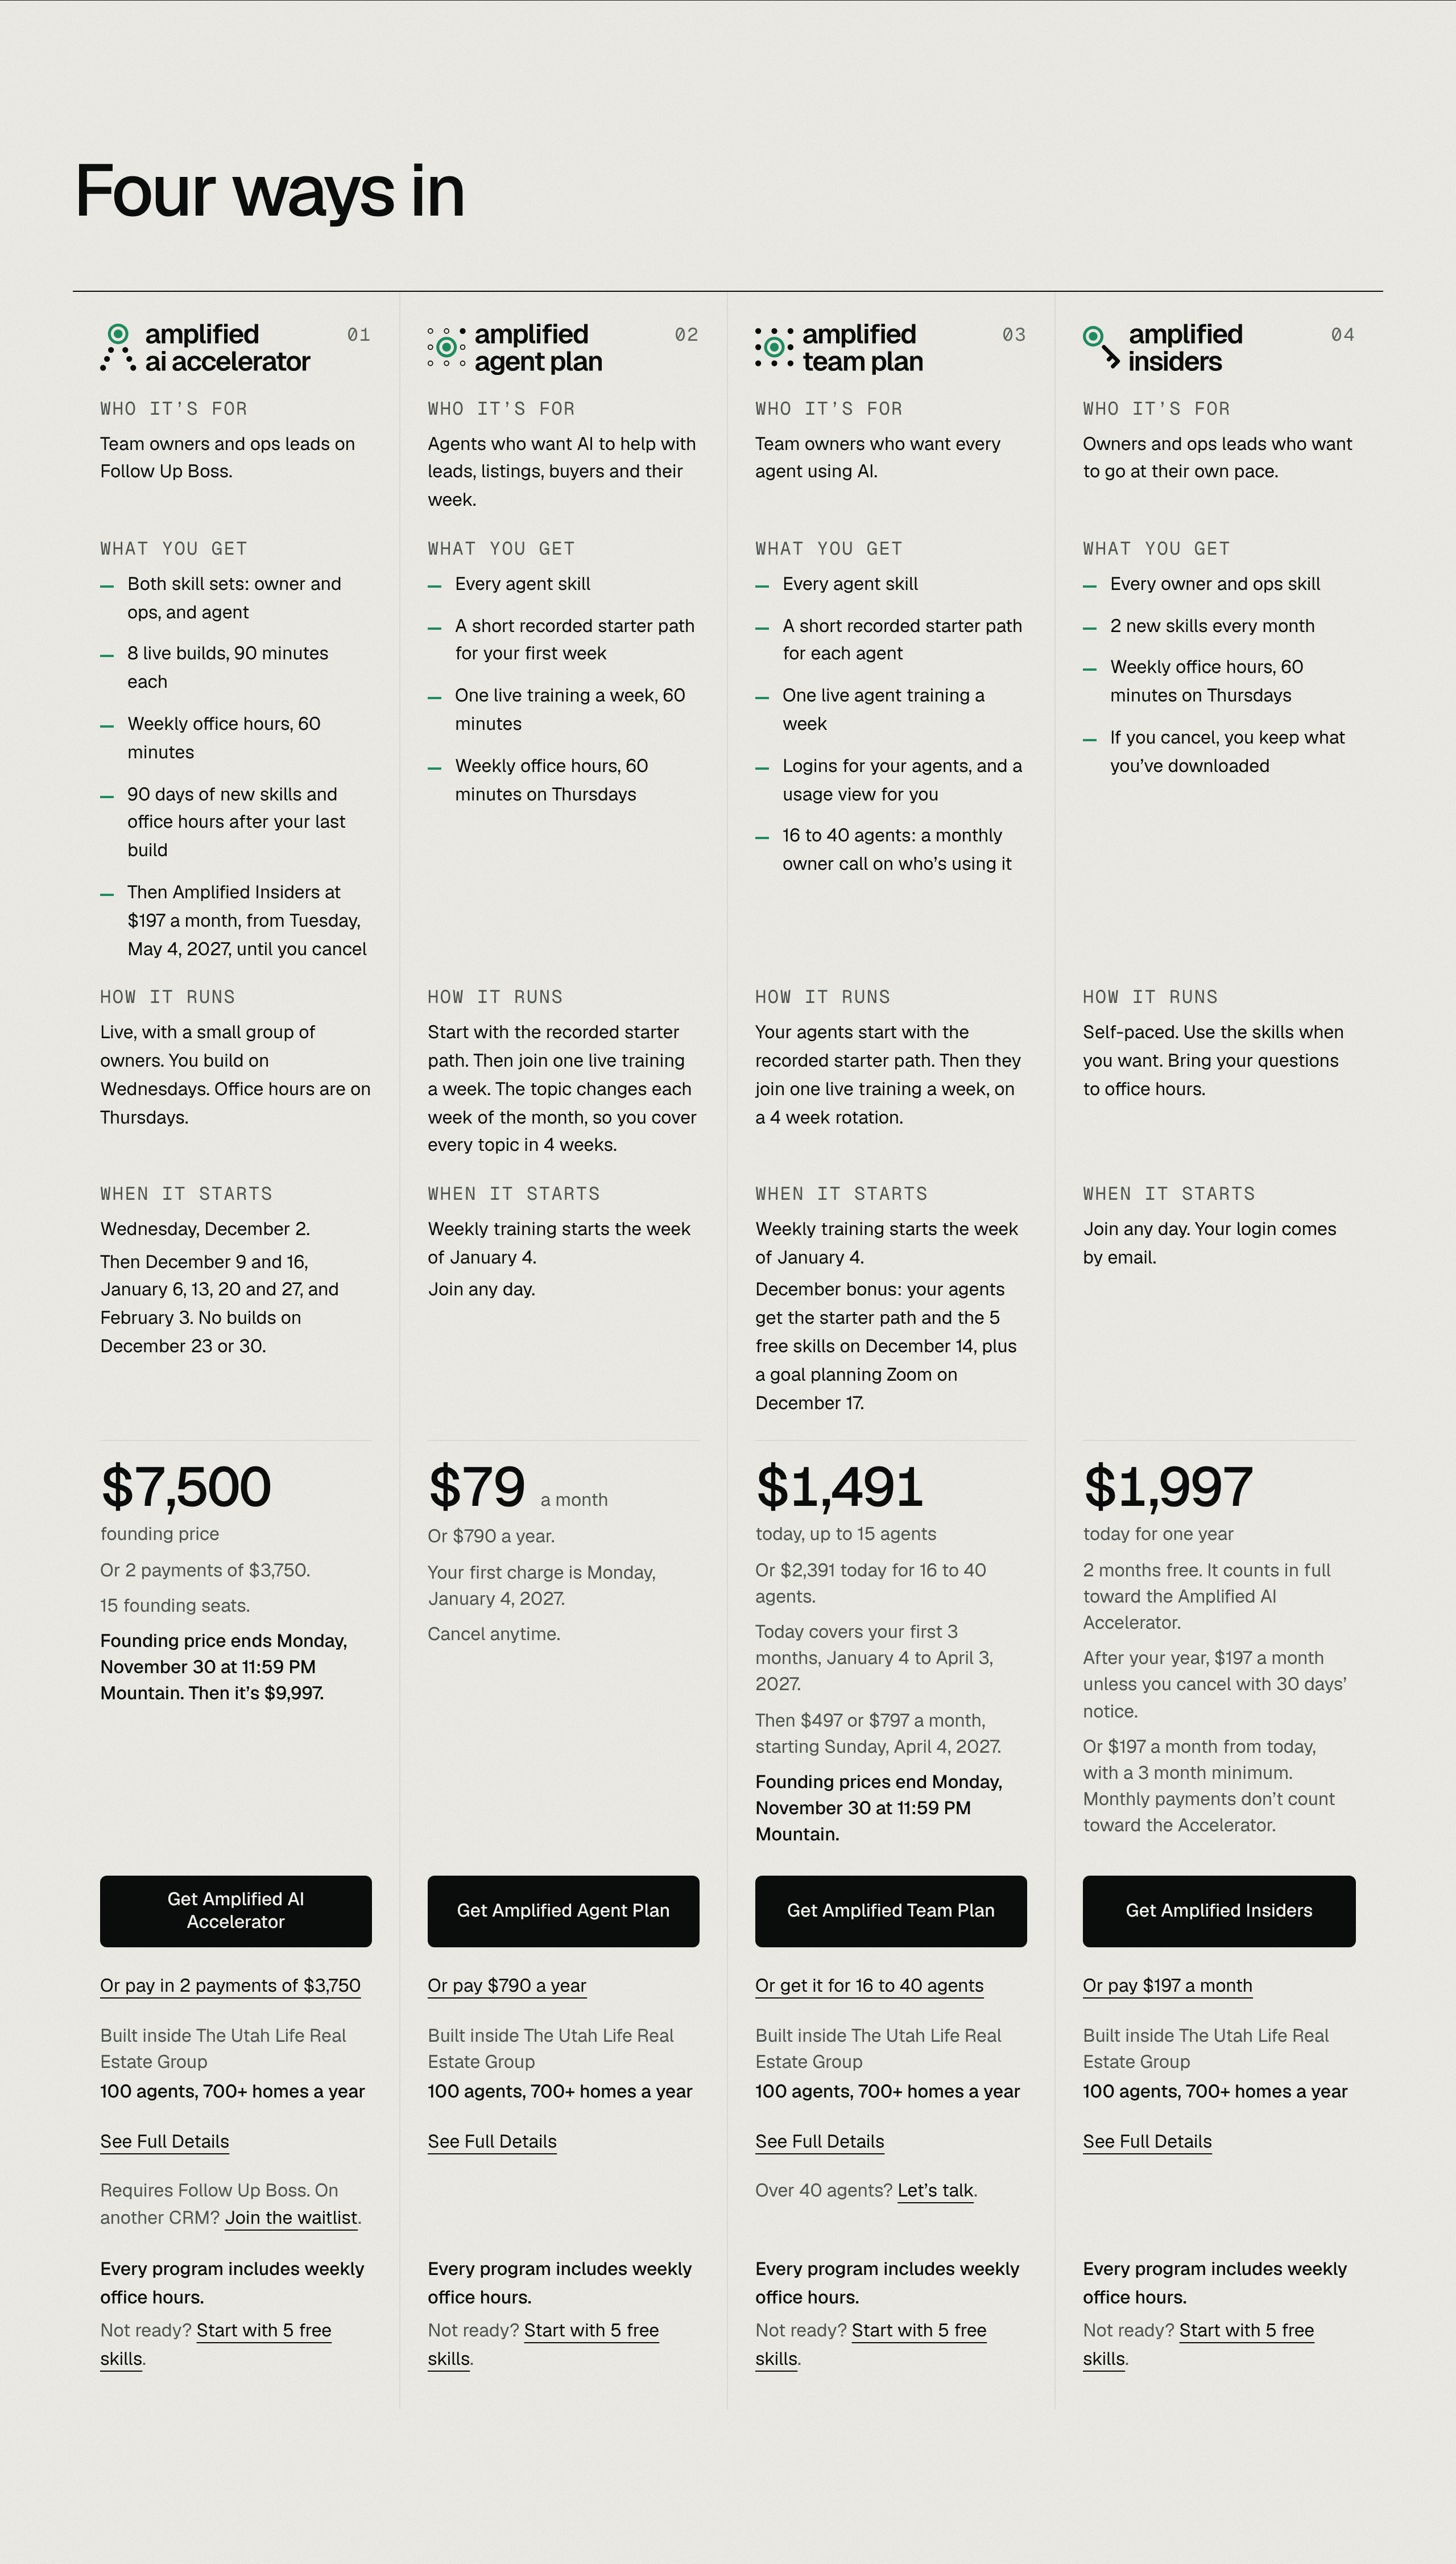 Four ways in
amplified
ai accelerator
01
WHO IT’S FOR
Team owners and ops leads on
Follow Up Boss.
WHAT YOU GET
Both skill sets: owner and
ops, and agent
8 live builds, 90 minutes
each
Weekly office hours, 60
minutes
90 days of new skills and
office hours after your last
build
Then Amplified Insiders at
$197 a month, from Tuesday,
May 4, 2027, until you cancel
HOW IT RUNS
Live, with a small group of
owners. You build on
Wednesdays. Office hours are on
Thursdays.
WHEN IT STARTS
Wednesday, December 2.
Then December 9 and 16,
January 6, 13, 20 and 27, and
February 3. No builds on
December 23 or 30.
$7,500
founding price
Or 2 payments of $3,750.
15 founding seats.
Founding price ends Monday,
November 30 at 11:59 PM
Mountain. Then it’s $9,997.
Get Amplified AI
Accelerator
Or pay in 2 payments of $3,750
Built inside The Utah Life Real
Estate Group
100 agents, 700+ homes a year
See Full Details
Requires Follow Up Boss. On
another CRM? Join the waitlist.
Every program includes weekly
office hours.
Not ready? Start with 5 free
skills.
amplified
agent plan
02
WHO IT’S FOR
Agents who want AI to help with
leads, listings, buyers and their
week.
WHAT YOU GET
Every agent skill
A short recorded starter path
for your first week
One live training a week, 60
minutes
Weekly office hours, 60
minutes on Thursdays
HOW IT RUNS
Start with the recorded starter
path. Then join one live training
a week. The topic changes each
week of the month, so you cover
every topic in 4 weeks.
WHEN IT STARTS
Weekly training starts the week
of January 4.
Join any day.
$79 a month
Or $790 a year.
Your first charge is Monday,
January 4, 2027.
Cancel anytime.
Get Amplified Agent Plan
Or pay $790 a year
Built inside The Utah Life Real
Estate Group
100 agents, 700+ homes a year
See Full Details
Every program includes weekly
office hours.
Not ready? Start with 5 free
skills.
amplified
team plan
03
WHO IT’S FOR
Team owners who want every
agent using AI.
WHAT YOU GET
Every agent skill
A short recorded starter path
for each agent
One live agent training a
week
Logins for your agents, and a
usage view for you
16 to 40 agents: a monthly
owner call on who’s using it
HOW IT RUNS
Your agents start with the
recorded starter path. Then they
join one live training a week, on
a 4 week rotation.
WHEN IT STARTS
Weekly training starts the week
of January 4.
December bonus: your agents
get the starter path and the 5
free skills on December 14, plus
a goal planning Zoom on
December 17.
$1,491
today, up to 15 agents
Or $2,391 today for 16 to 40
agents.
Today covers your first 3
months, January 4 to April 3,
2027.
Then $497 or $797 a month,
starting Sunday, April 4, 2027.
Founding prices end Monday,
November 30 at 11:59 PM
Mountain.
Get Amplified Team Plan
Or get it for 16 to 40 agents
Built inside The Utah Life Real
Estate Group
100 agents, 700+ homes a year
See Full Details
Over 40 agents? Let’s talk.
Every program includes weekly
office hours.
Not ready? Start with 5 free
skills.
amplified
insiders
04
WHO IT’S FOR
Owners and ops leads who want
to go at their own pace.
WHAT YOU GET
Every owner and ops skill
2 new skills every month
Weekly office hours, 60
minutes on Thursdays
If you cancel, you keep what
you’ve downloaded
HOW IT RUNS
Self-paced. Use the skills when
you want. Bring your questions
to office hours.
WHEN IT STARTS
Join any day. Your login comes
by email.
$1,997
today for one year
2 months free. It counts in full
toward the Amplified AI
Accelerator.
After your year, $197 a month
unless you cancel with 30 days’
notice.
Or $197 a month from today,
with a 3 month minimum.
Monthly payments don’t count
toward the Accelerator.
Get Amplified Insiders
Or pay $197 a month
Built inside The Utah Life Real
Estate Group
100 agents, 700+ homes a year
See Full Details
Every program includes weekly
office hours.
Not ready? Start with 5 free
skills.